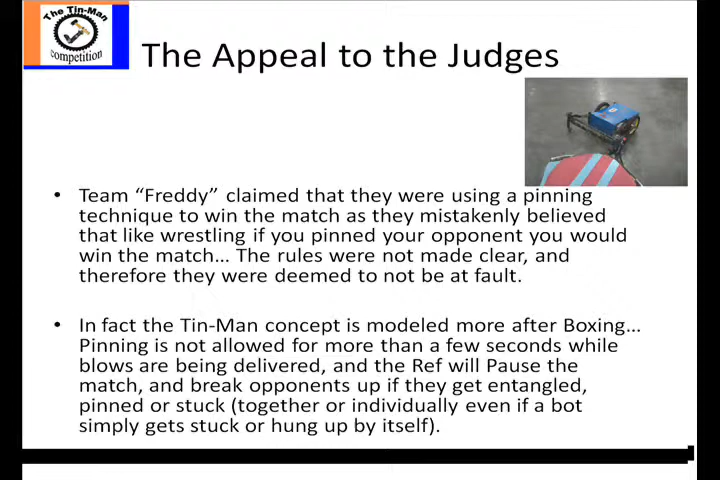 The Tin-Man
competition
The Appeal to the Judges
• Team “Freddy” claimed that they were using a pinning
technique to win the match as they mistakenly believed
that like wrestling if you pinned your opponent you would
win the match… The rules were not made clear, and
therefore they were deemed to not be at fault.
• In fact the Tin-Man concept is modeled more after Boxing…
Pinning is not allowed for more than a few seconds while
blows are being delivered, and the Ref will Pause the
match, and break opponents up if they get entangled,
pinned or stuck (together or individually even if a bot
simply gets stuck or hung up by itself).